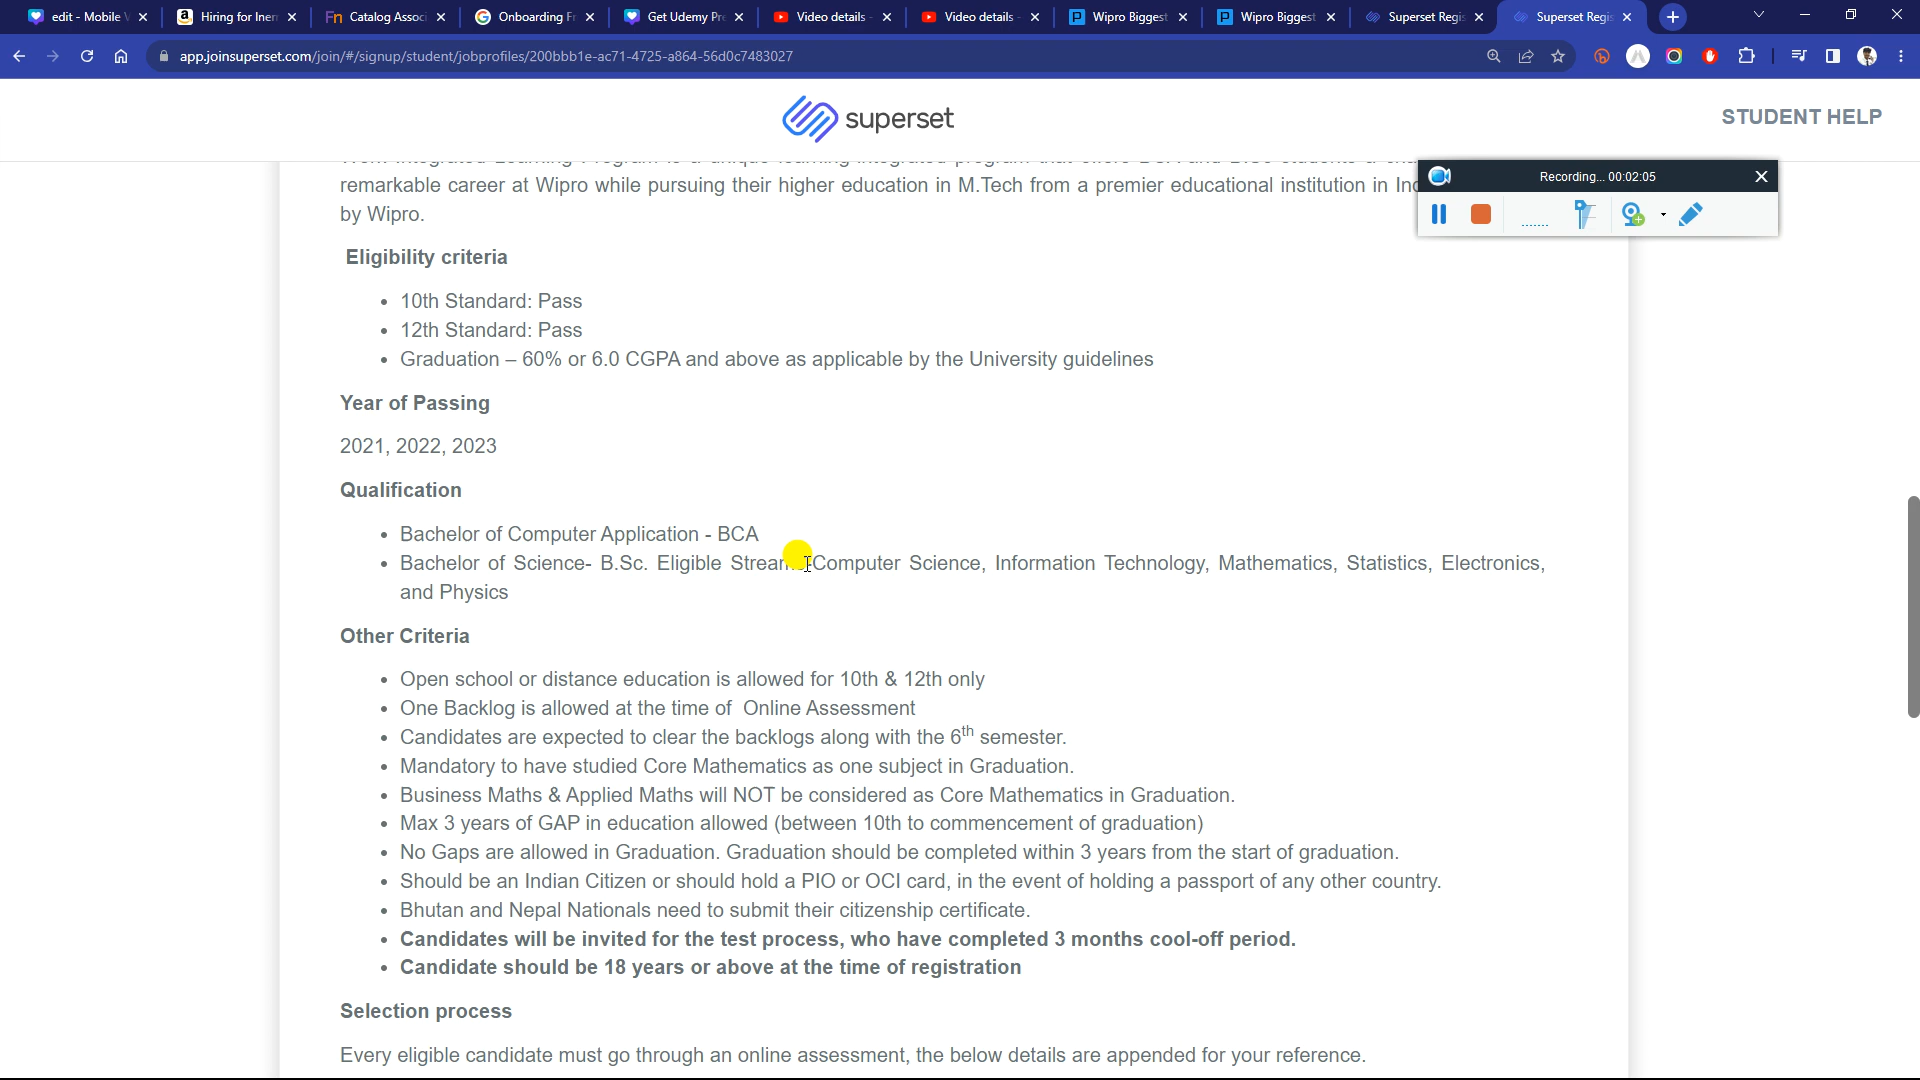 edit - Mobile
Hiring for
Catalog Associ
Onboarding Fr
Get Udemy Pre
Video details -
Video details -
Wipro Biggest
Wipro Biggest
Superset Regis
Superset Regis
app.joinsuperset.com/join/#/signup/student/jobprofiles/200bbb1e-ac71-4725-a864-56d0c7483027
superset
STUDENT HELP
Recording... 00:02:05
remarkable career at Wipro while pursuing their higher education in M.Tech from a premier educational institution in
by Wipro.
Eligibility criteria
• 10th Standard: Pass
• 12th Standard: Pass
• Graduation – 60% or 6.0 CGPA and above as applicable by the University guidelines
Year of Passing
2021, 2022, 2023
Qualification
• Bachelor of Computer Application - BCA
• Bachelor of Science- B.Sc. Eligible Computer Science, Information Technology, Mathematics, Statistics, Electronics,
and Physics
Other Criteria
• Open school or distance education is allowed for 10th & 12th only
• One Backlog is allowed at the time of Online Assessment
• Candidates are expected to clear the backlogs along with the 6th semester.
• Mandatory to have studied Core Mathematics as one subject in Graduation.
• Business Maths & Applied Maths will NOT be considered as Core Mathematics in Graduation.
• Max 3 years of GAP in education allowed (between 10th to commencement of graduation)
• No Gaps are allowed in Graduation. Graduation should be completed within 3 years from the start of graduation.
• Should be an Indian Citizen or should hold a PIO or OCI card, in the event of holding a passport of any other country.
• Bhutan and Nepal Nationals need to submit their citizenship certificate.
• Candidates will be invited for the test process, who have completed 3 months cool-off period.
• Candidate should be 18 years or above at the time of registration
Selection process
Every eligible candidate must go through an online assessment, the below details are appended for your reference.